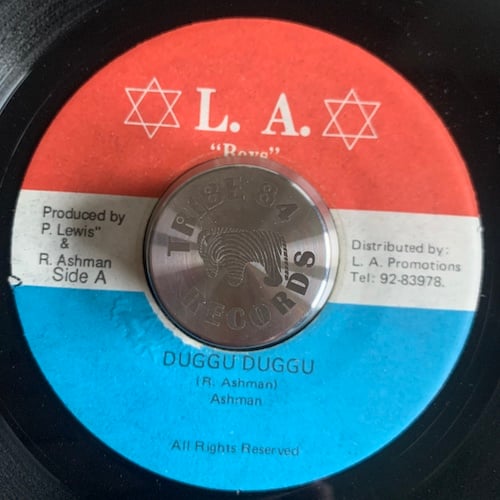 L. A.
"Boys"
Produced by
P. Lewis"
&
R. Ashman
Side A
Distributed by:
L. A. Promotions
Tel: 92-83978.
TRIBE 84
RECORDS
DUGGU DUGGU
(R. Ashman)
Ashman
All Rights Reserved